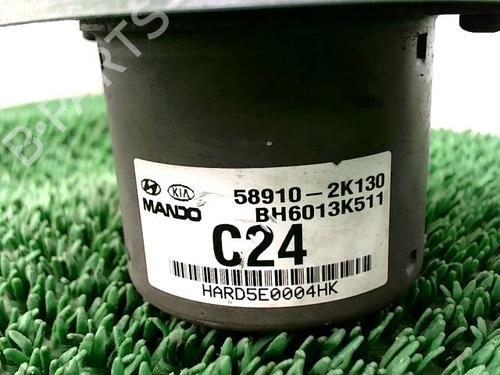 B-PARTS
KIA 58910-2K130
MANDO BH6013K511
C24
HARD5E0004HK